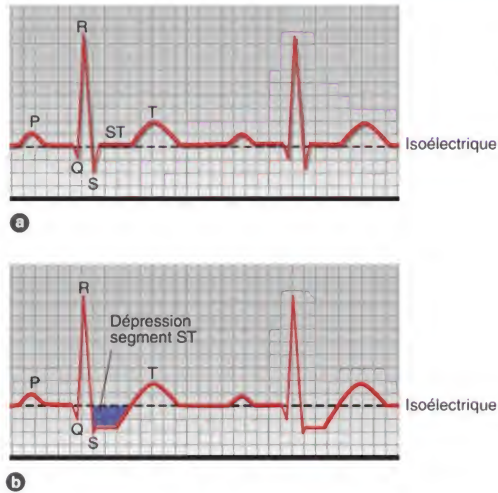 R
P
ST
T
Isoélectrique
Q
S
a
R
Dépression
segment ST
P
T
Isoélectrique
Q
S
b